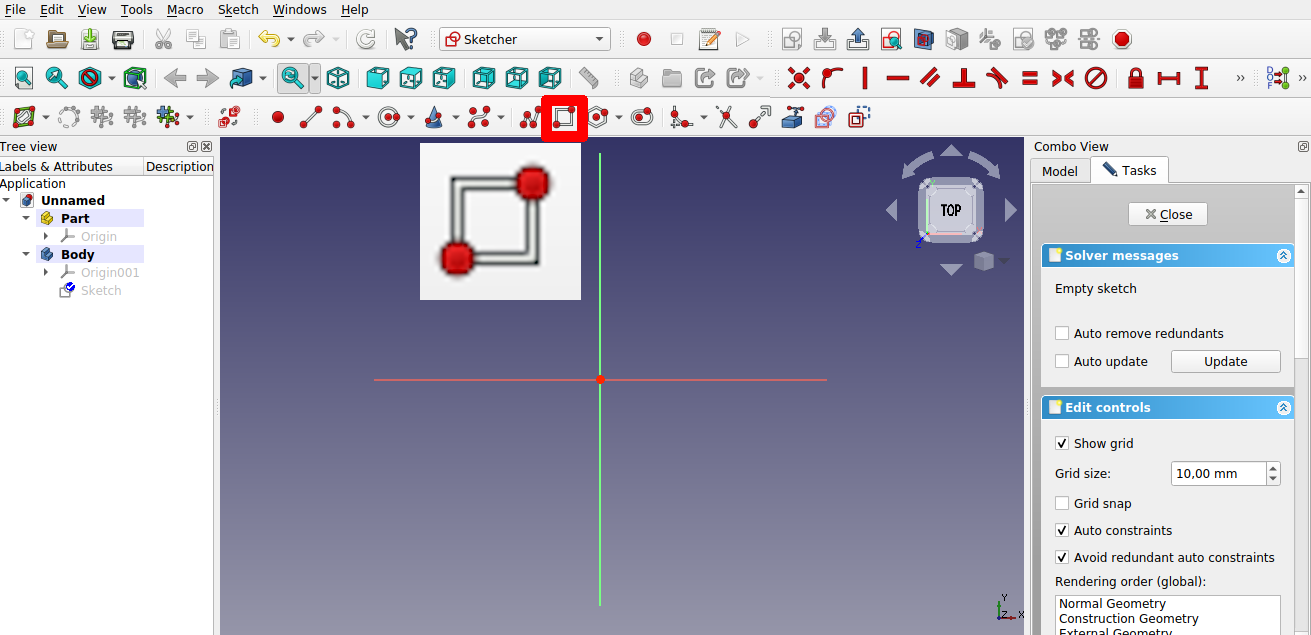 File Edit View Tools Macro Sketch Windows Help
Sketcher
Tree view
Labels & Attributes Description
Application
Unnamed
Part
Origin
Body
Origin001
Sketch
TOP
Z
Y
Z X
Combo View
Model Tasks
Close
Solver messages
Empty sketch
Auto remove redundants
Auto update Update
Edit controls
Show grid
Grid size: 10,00 mm
Grid snap
Auto constraints
Avoid redundant auto constraints
Rendering order (global):
Normal Geometry
Construction Geometry
External Geometry